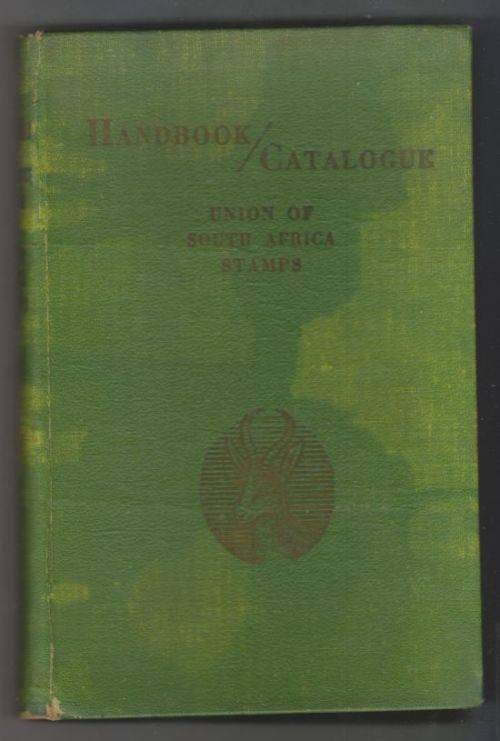 HANDBOOK/
CATALOGUE
UNION OF
SOUTH AFRICA
STAMPS